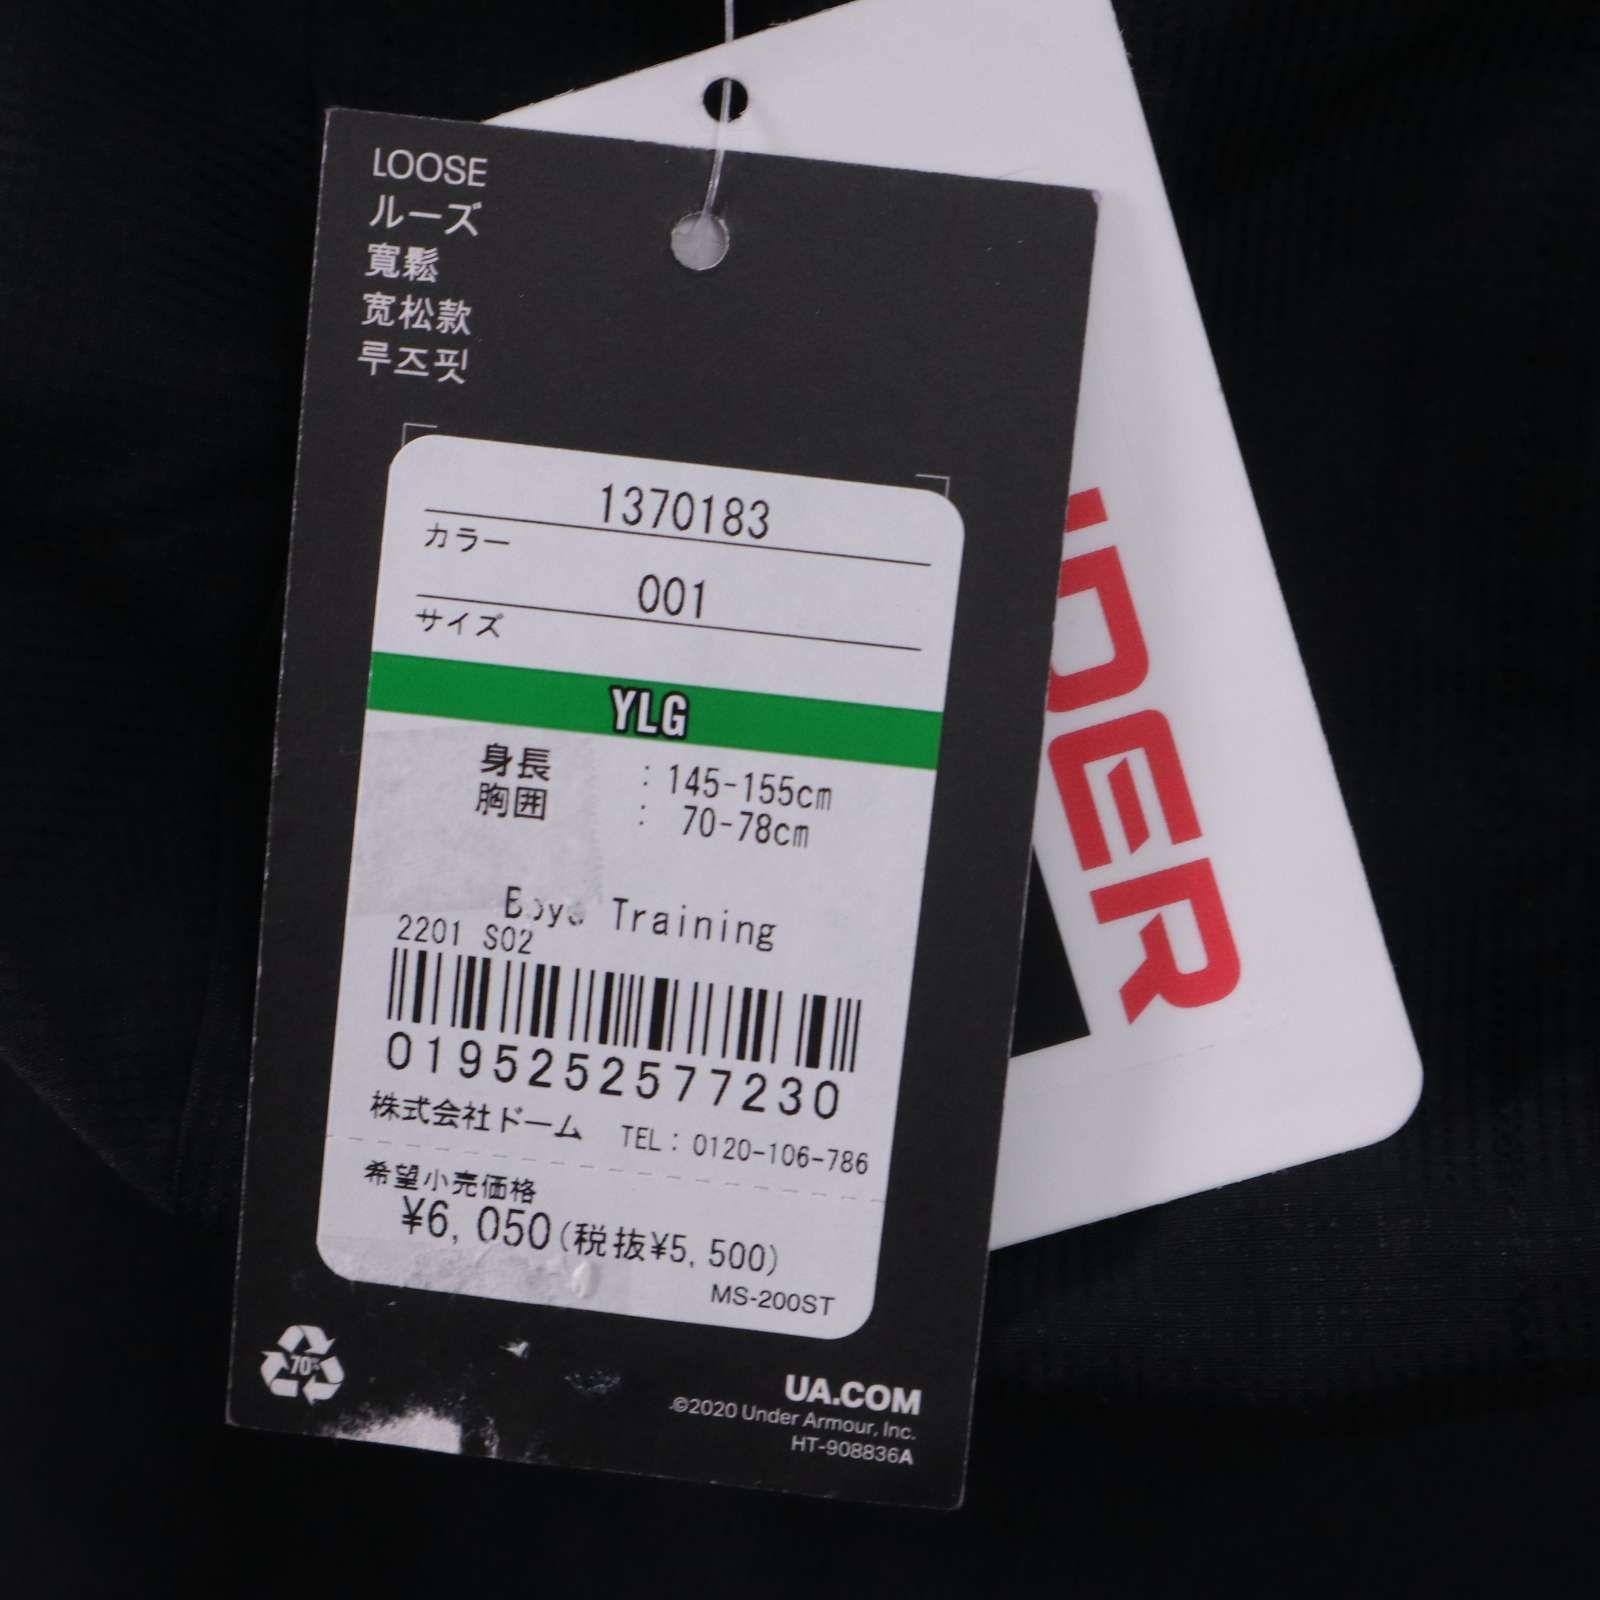 LOOSE
ルーズ
寬鬆
宽松款
루즈핏
1370183
カラー
001
サイズ
YLG
身長 : 145-155cm
胸囲 : 70-78cm
Boys Training
2201 S02
0195252577230
株式会社ドーム TEL: 0120-106-786
希望小売価格
¥6,050(税抜¥5,500)
MS-200ST
70%
UA.COM
©2020 Under Armour, Inc.
HT-908836A
UNDER